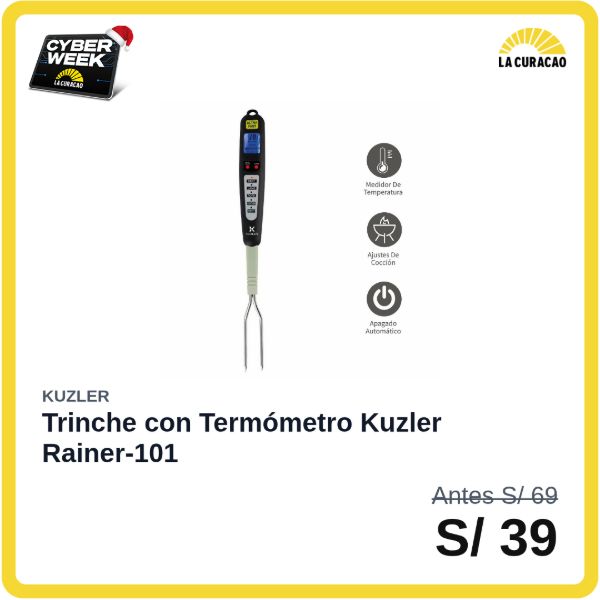 CYBER
WEEK
LA CURACAO
LA CURACAO
Medidor De
Temperatura
Ajustes De
Cocción
Apagado
Automático
KUZLER
Trinche con Termómetro Kuzler
Rainer-101
Antes S/ 69
S/ 39